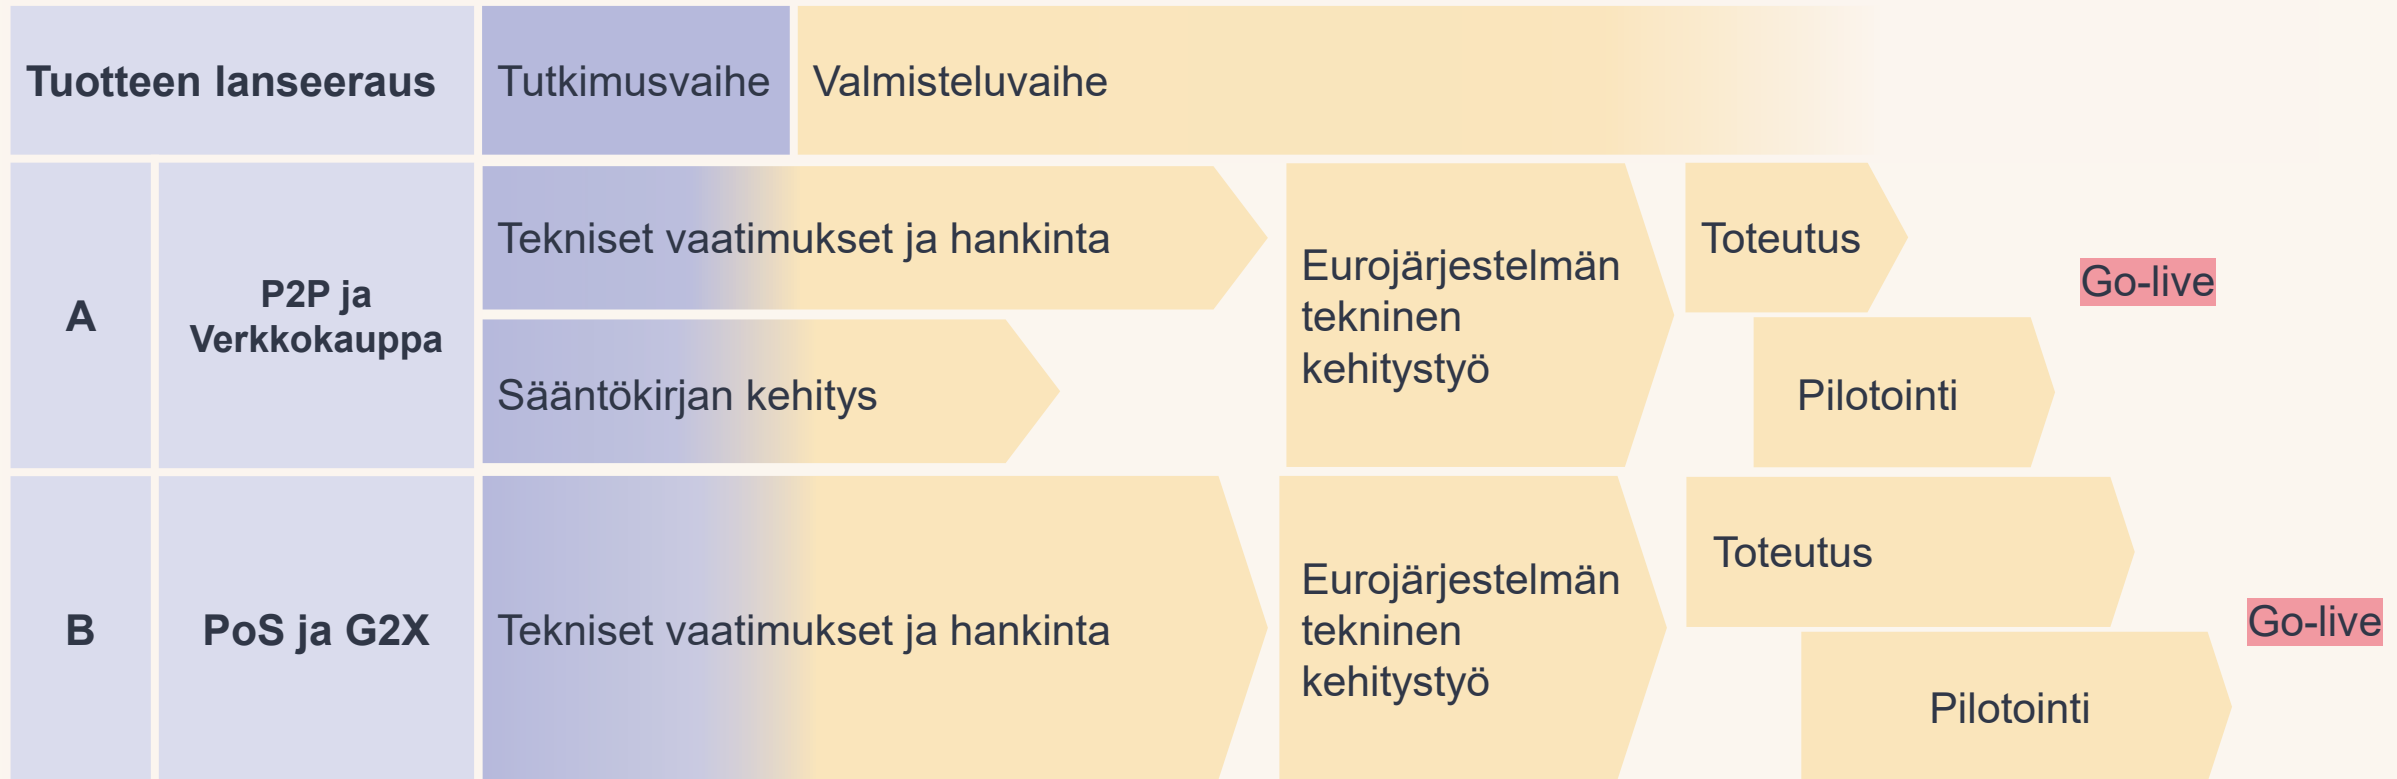 Tuotteen lanseeraus
Tutkimusvaihe
Valmisteluvaihe
A
P2P ja
Verkkokauppa
Tekniset vaatimukset ja hankinta
Sääntökirjan kehitys
Eurojärjestelmän
tekninen
kehitystyö
Toteutus
Pilotointi
Go-live
B
PoS ja G2X
Tekniset vaatimukset ja hankinta
Eurojärjestelmän
tekninen
kehitystyö
Toteutus
Pilotointi
Go-live